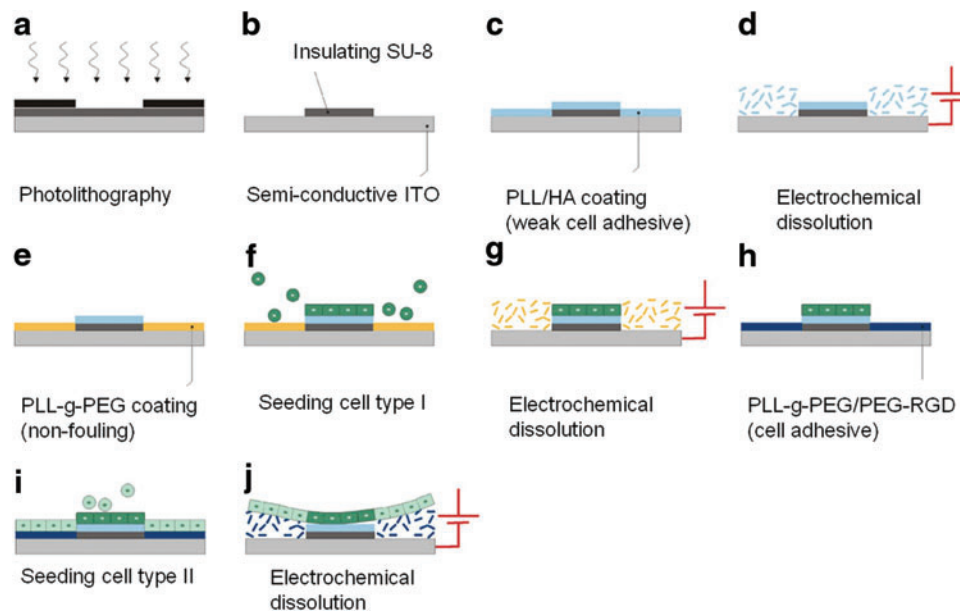 a
Photolithography
b
Insulating SU-8
Semi-conductive ITO
c
PLL/HA coating
(weak cell adhesive)
d
Electrochemical
dissolution
e
PLL-g-PEG coating
(non-fouling)
f
Seeding cell type I
g
Electrochemical
dissolution
h
PLL-g-PEG/PEG-RGD
(cell adhesive)
i
Seeding cell type II
j
Electrochemical
dissolution